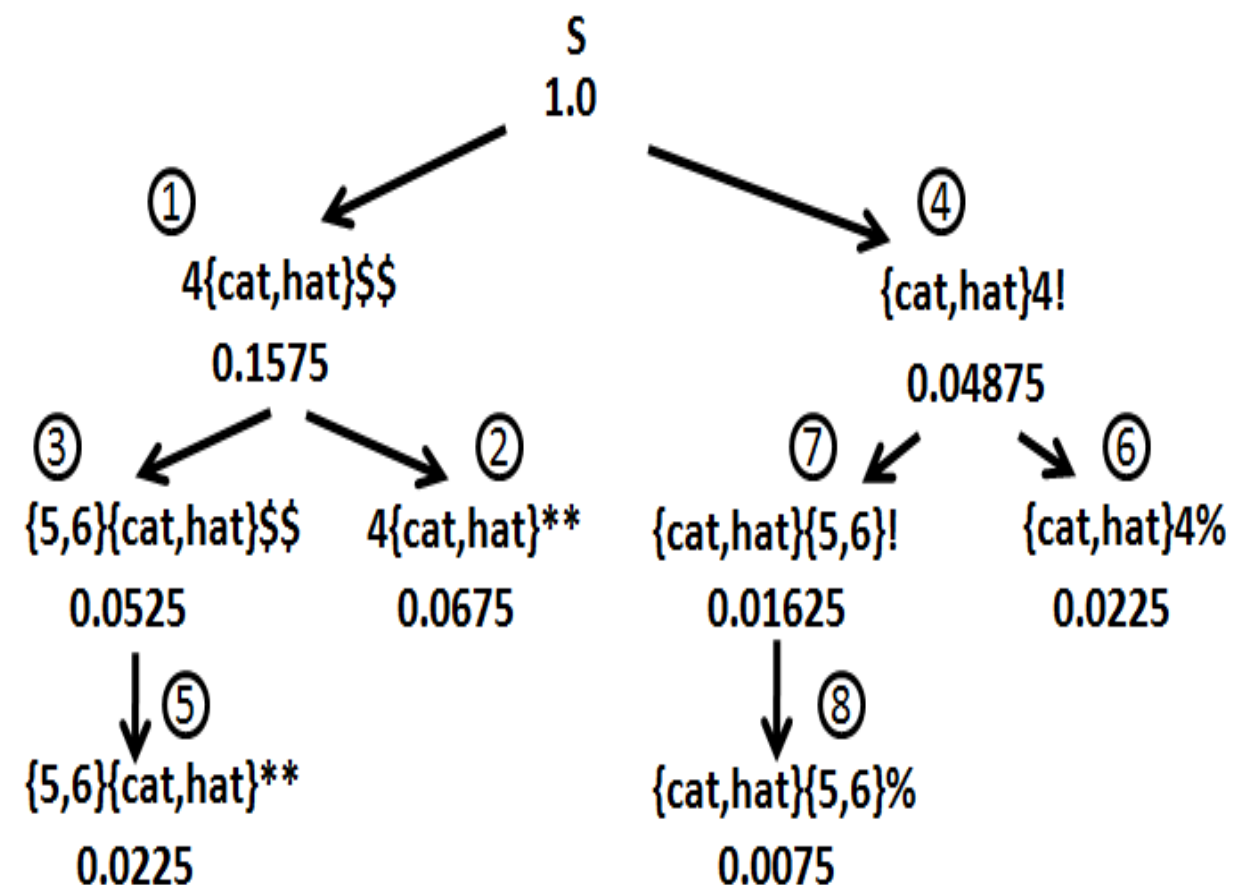 S
1.0
① ④
4{cat,hat}$$ {cat,hat}4!
0.1575 0.04875
③ ② ⑦ ⑥
{5,6}{cat,hat}$$ 4{cat,hat}** {cat,hat}{5,6}! {cat,hat}4%
0.0525 0.0675 0.01625 0.0225
⑤ ⑧
{5,6}{cat,hat}** {cat,hat}{5,6}%
0.0225 0.0075